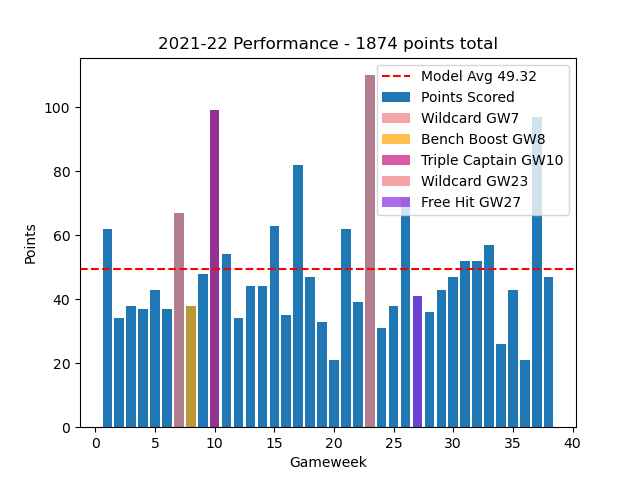 2021-22 Performance - 1874 points total
Model Avg 49.32
Points Scored
Wildcard GW7
Bench Boost GW8
Triple Captain GW10
Wildcard GW23
Free Hit GW27
Points
100
80
60
40
20
0
0 5 10 15 20 25 30 35 40
Gameweek